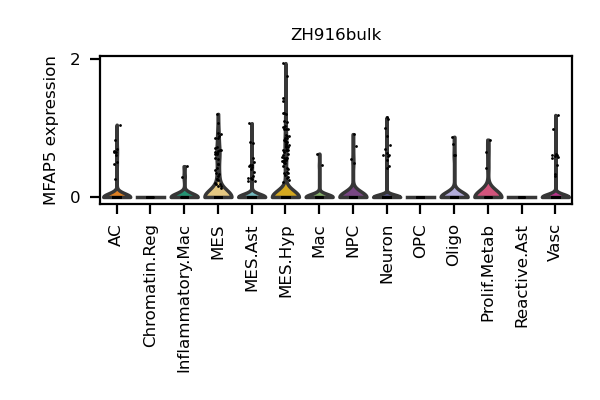 ZH916bulk
MFAP5 expression
2
0
AC
Chromatin.Reg
Inflammatory.Mac
MES
MES.Ast
MES.Hyp
Mac
NPC
Neuron
OPC
Oligo
Prolif.Metab
Reactive.Ast
Vasc